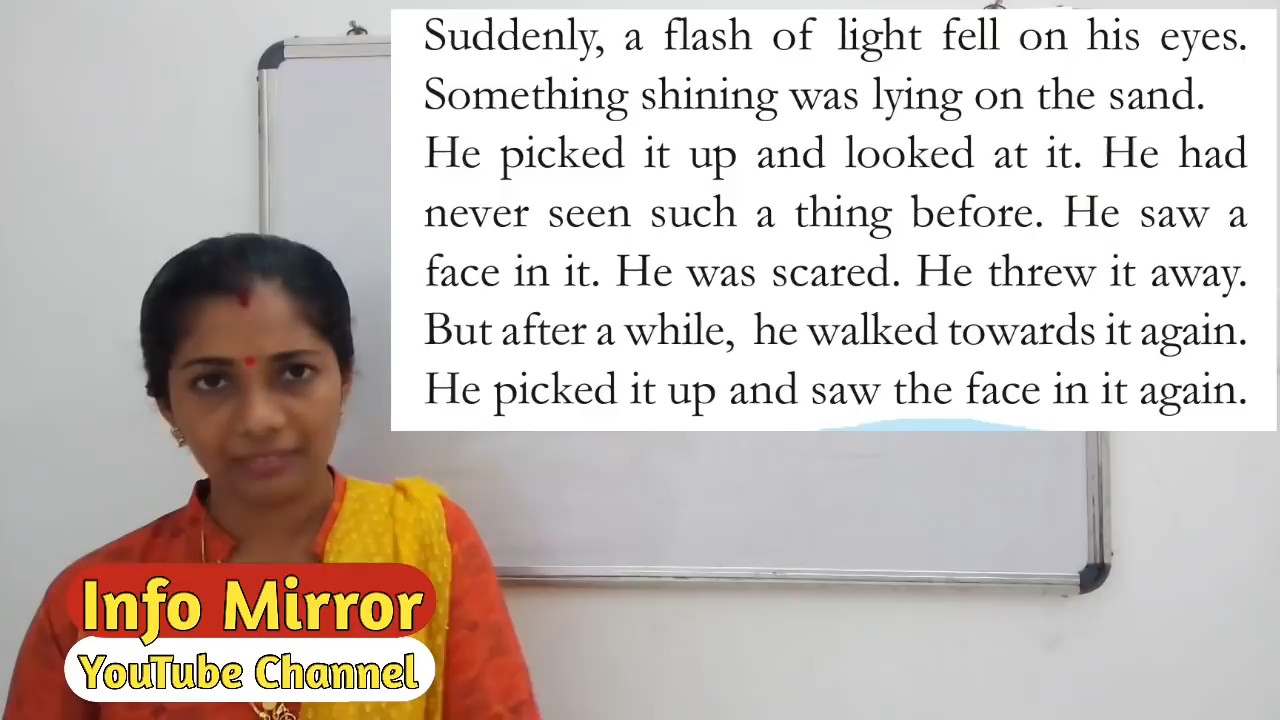 Suddenly, a flash of light fell on his eyes.
Something shining was lying on the sand.
He picked it up and looked at it. He had
never seen such a thing before. He saw a
face in it. He was scared. He threw it away.
But after a while, he walked towards it again.
He picked it up and saw the face in it again.
Info Mirror
YouTube Channel